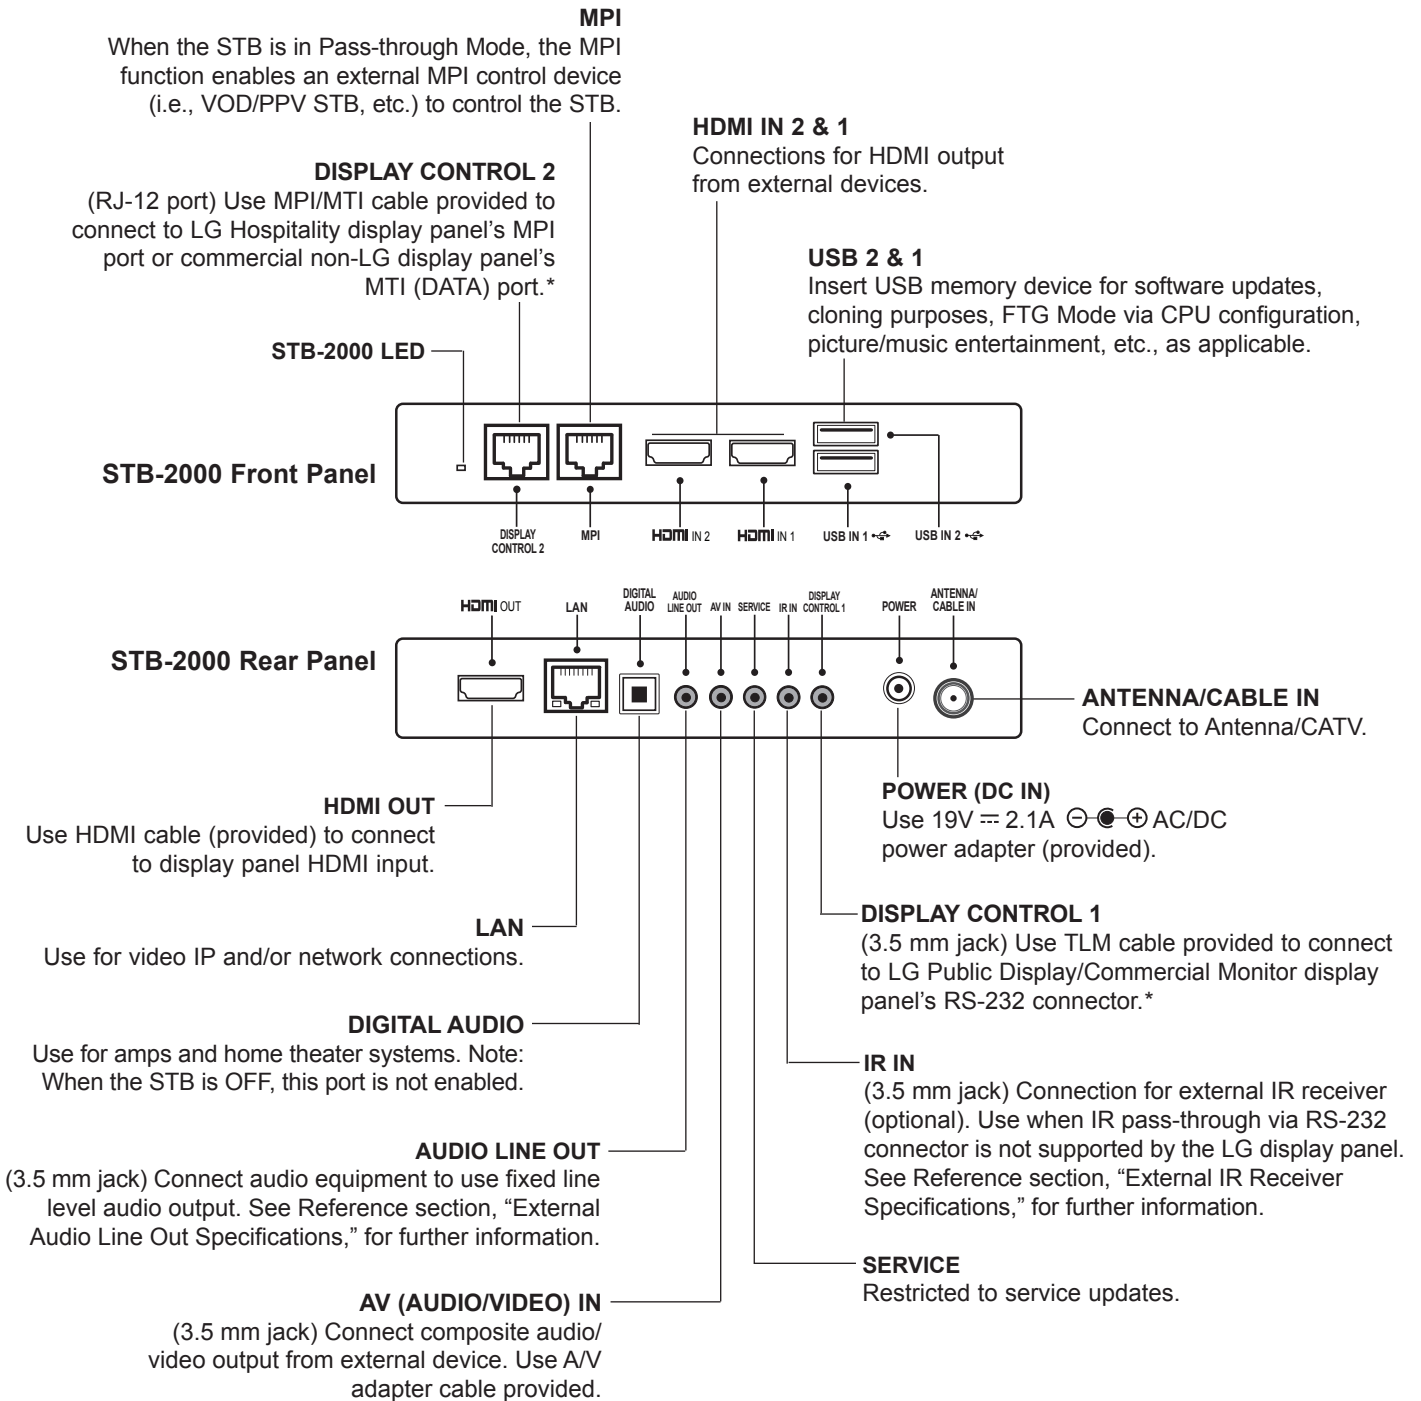 MPI
When the STB is in Pass-through Mode, the MPI
function enables an external MPI control device
(i.e., VOD/PPV STB, etc.) to control the STB.
HDMI IN 2 & 1
Connections for HDMI output
from external devices.
DISPLAY CONTROL 2
(RJ-12 port) Use MPI/MTI cable provided to
connect to LG Hospitality display panel's MPI
port or commercial non-LG display panel's
MTI (DATA) port.*
USB 2 & 1
Insert USB memory device for software updates,
cloning purposes, FTG Mode via CPU configuration,
picture/music entertainment, etc., as applicable.
STB-2000 LED
STB-2000 Front Panel
DISPLAY
CONTROL 2
MPI
HDMI IN 2
HDMI IN 1
USB IN 1
USB IN 2
HDMI OUT
LAN
DIGITAL
AUDIO
AUDIO
LINE OUT
AV IN
SERVICE
IR IN
DISPLAY
CONTROL 1
POWER
ANTENNA/
CABLE IN
STB-2000 Rear Panel
ANTENNA/CABLE IN
Connect to Antenna/CATV.
HDMI OUT
Use HDMI cable (provided) to connect
to display panel HDMI input.
POWER (DC IN)
Use 19V ⎓ 2.1A AC/DC
power adapter (provided).
LAN
Use for video IP and/or network connections.
DISPLAY CONTROL 1
(3.5 mm jack) Use TLM cable provided to connect
to LG Public Display/Commercial Monitor display
panel's RS-232 connector.*
DIGITAL AUDIO
Use for amps and home theater systems. Note:
When the STB is OFF, this port is not enabled.
IR IN
(3.5 mm jack) Connection for external IR receiver
(optional). Use when IR pass-through via RS-232
connector is not supported by the LG display panel.
See Reference section, “External IR Receiver
Specifications,” for further information.
AUDIO LINE OUT
(3.5 mm jack) Connect audio equipment to use fixed line
level audio output. See Reference section, “External
Audio Line Out Specifications,” for further information.
SERVICE
Restricted to service updates.
AV (AUDIO/VIDEO) IN
(3.5 mm jack) Connect composite audio/
video output from external device. Use A/V
adapter cable provided.